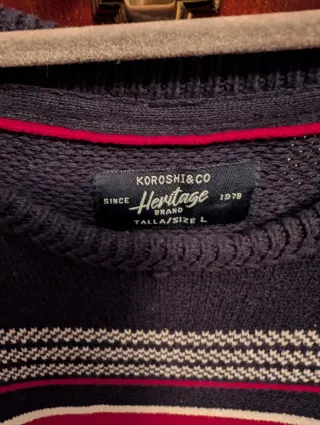 KOROSHI&CO
SINCE Heritage 1978
BRAND
TALLA/SIZE L